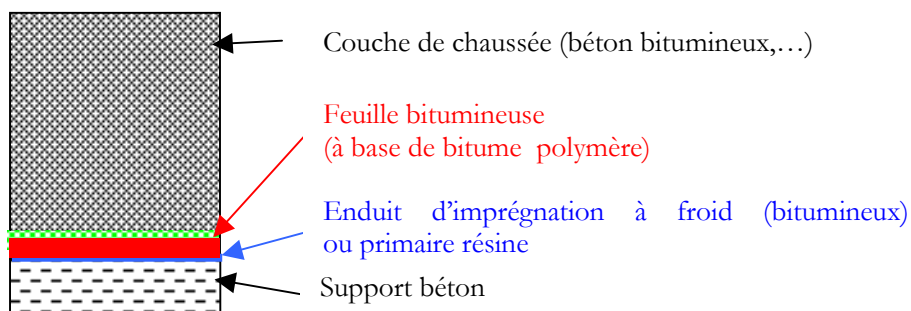 Couche de chaussée (béton bitumineux,…)
Feuille bitumineuse
(à base de bitume polymère)
Enduit d’imprégnation à froid (bitumineux)
ou primaire résine
Support béton